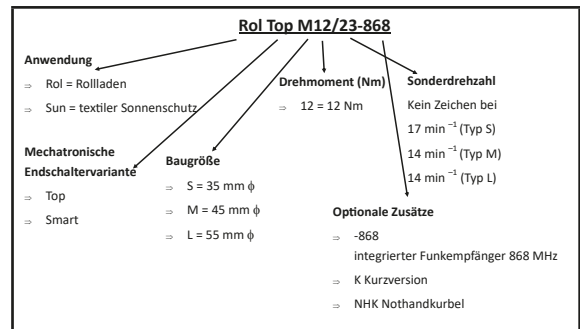 Rol Top M12/23-868
Anwendung
⇒ Rol = Rollladen
⇒ Sun = textiler Sonnenschutz
Mechatronische
Endschaltervariante
⇒ Top
⇒ Smart
Baugröße
⇒ S = 35 mm ϕ
⇒ M = 45 mm ϕ
⇒ L = 55 mm ϕ
Drehmoment (Nm)
⇒ 12 = 12 Nm
Sonderdrehzahl
Kein Zeichen bei
17 min ⁻¹ (Typ S)
14 min ⁻¹ (Typ M)
14 min ⁻¹ (Typ L)
Optionale Zusätze
⇒ -868
integrierter Funkempfänger 868 MHz
⇒ K Kurzversion
⇒ NHK Nothandkurbel